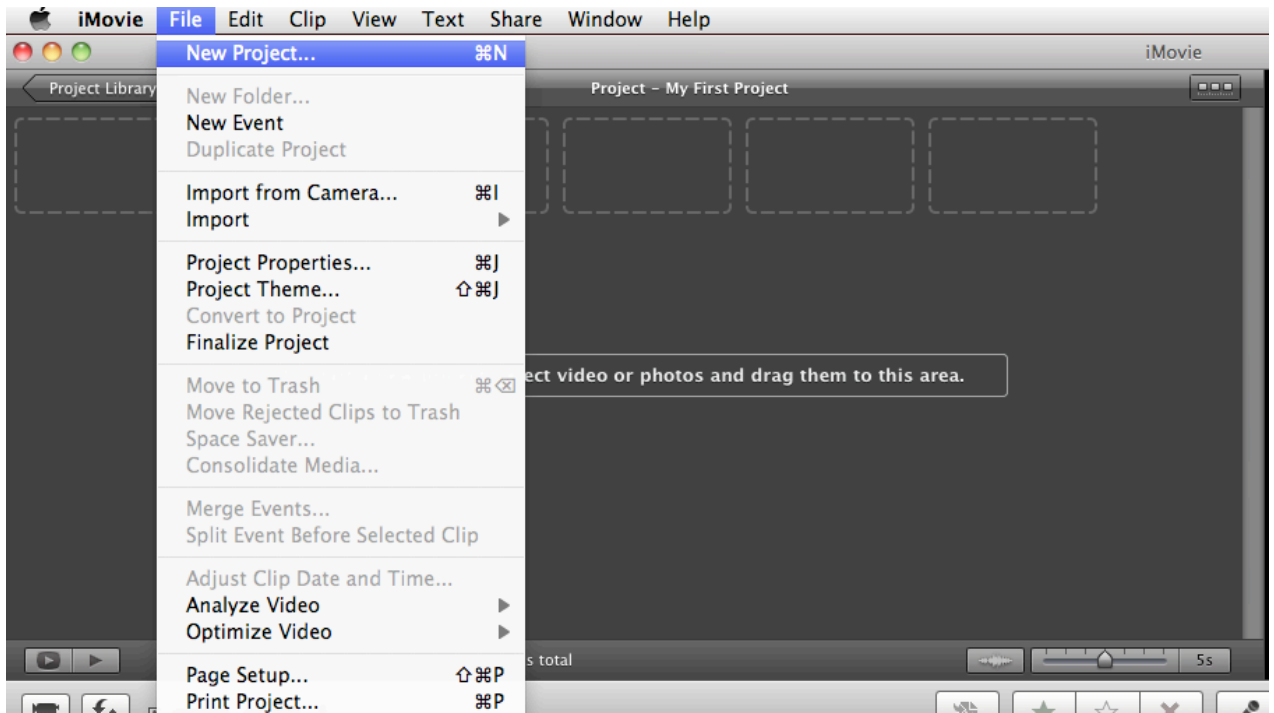 iMovie File Edit Clip View Text Share Window Help
iMovie
Project Library
Project – My First Project
New Project... ⌘N
New Folder...
New Event
Duplicate Project
Import from Camera... ⌘I
Import ▶
Project Properties... ⌘J
Project Theme... ⇧⌘J
Convert to Project
Finalize Project
Move to Trash ⌘⌫
Move Rejected Clips to Trash
Space Saver...
Consolidate Media...
Merge Events...
Split Event Before Selected Clip
Adjust Clip Date and Time...
Analyze Video ▶
Optimize Video ▶
Page Setup... ⇧⌘P
Print Project... ⌘P
ect video or photos and drag them to this area.
s total
5s